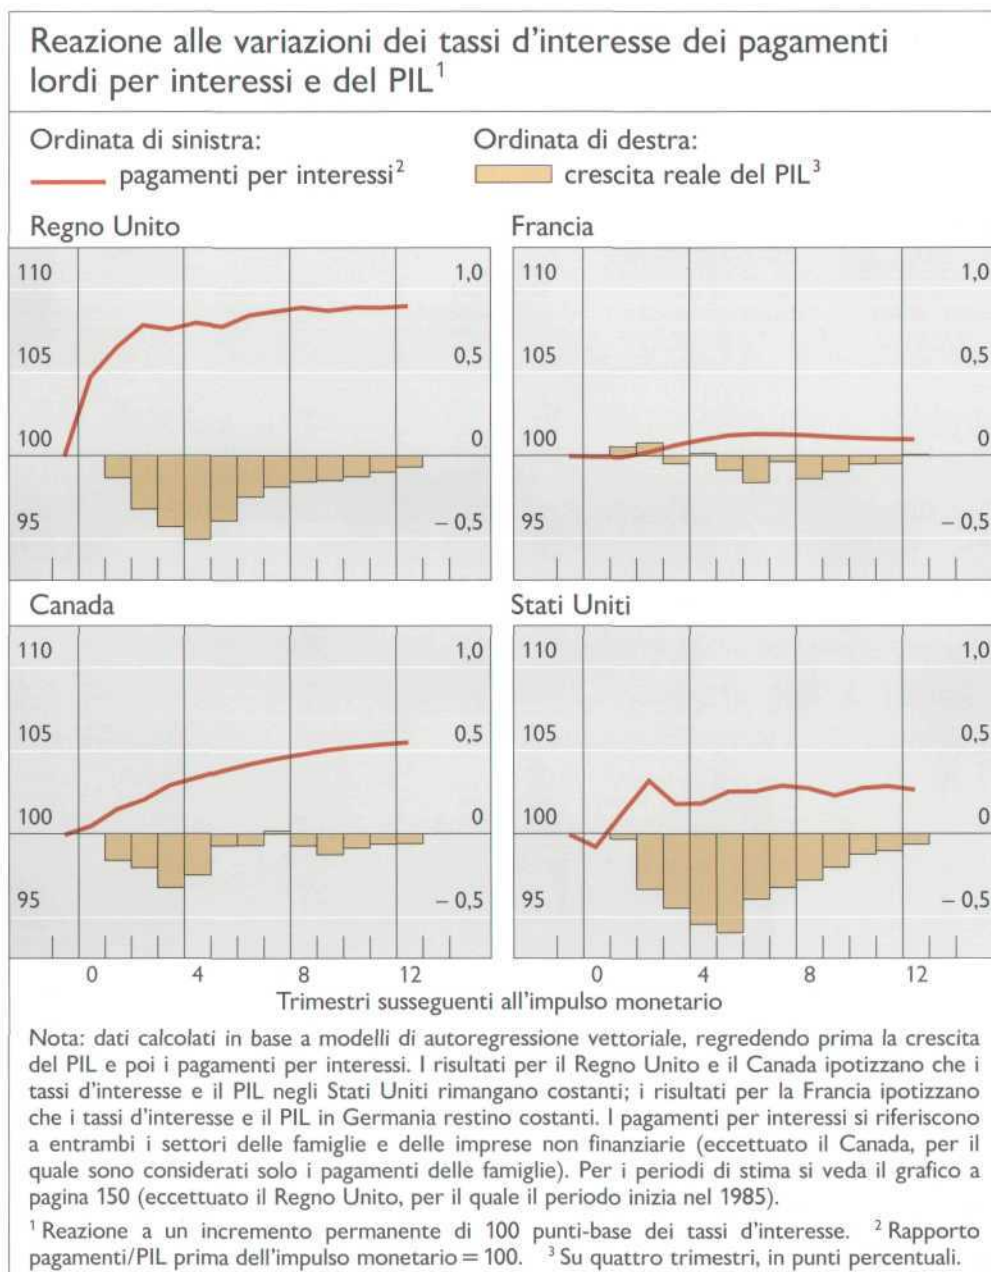 Reazione alle variazioni dei tassi d'interesse dei pagamenti
lordi per interessi e del PIL¹
Ordinata di sinistra:
pagamenti per interessi²
Ordinata di destra:
crescita reale del PIL³
Regno Unito
110
105
100
95
1,0
0,5
0
– 0,5
Francia
110
105
100
95
1,0
0,5
0
– 0,5
Canada
110
105
100
95
1,0
0,5
0
– 0,5
0 4 8 12
Stati Uniti
110
105
100
95
1,0
0,5
0
– 0,5
0 4 8 12
Trimestri susseguenti all'impulso monetario
Nota: dati calcolati in base a modelli di autoregressione vettoriale, regredendo prima la crescita
del PIL e poi i pagamenti per interessi. I risultati per il Regno Unito e il Canada ipotizzano che i
tassi d'interesse e il PIL negli Stati Uniti rimangano costanti; i risultati per la Francia ipotizzano
che i tassi d'interesse e il PIL in Germania restino costanti. I pagamenti per interessi si riferiscono
a entrambi i settori delle famiglie e delle imprese non finanziarie (eccettuato il Canada, per il
quale sono considerati solo i pagamenti delle famiglie). Per i periodi di stima si veda il grafico a
pagina 150 (eccettuato il Regno Unito, per il quale il periodo inizia nel 1985).
¹ Reazione a un incremento permanente di 100 punti-base dei tassi d'interesse. ² Rapporto
pagamenti/PIL prima dell'impulso monetario = 100. ³ Su quattro trimestri, in punti percentuali.